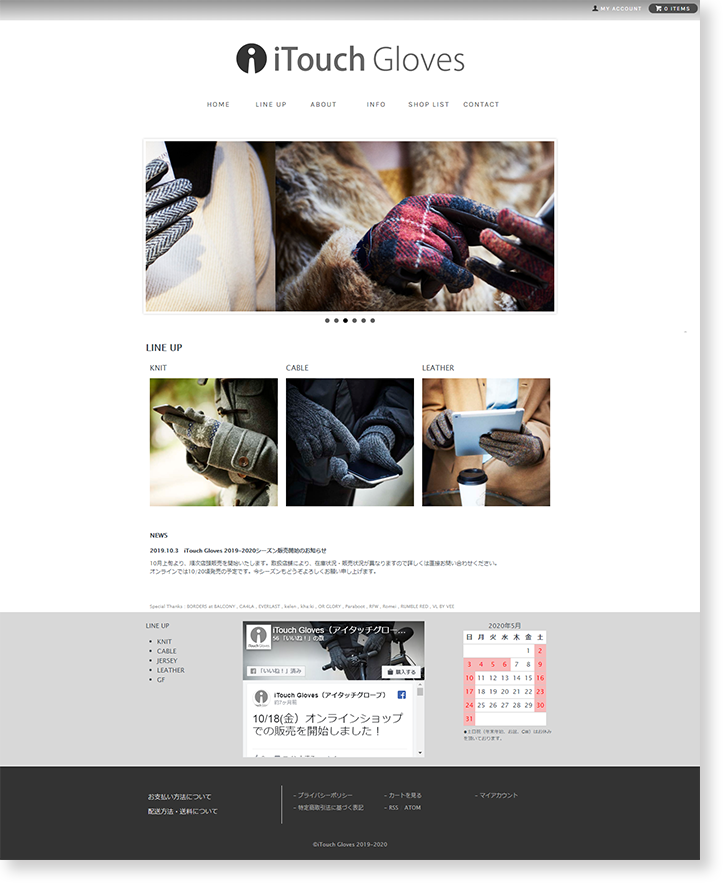 MY ACCOUNT
0 ITEMS
iTouch Gloves
HOME
LINE UP
ABOUT
INFO
SHOP LIST
CONTACT
LINE UP
KNIT
CABLE
LEATHER
NEWS
2019.10.3 iTouch Gloves 2019-2020シーズン販売開始のお知らせ
10月上旬より、順次店頭販売を開始いたします。取扱店舗により、在庫状況・販売状況が異なりますので詳しくは直接お問い合わせください。
オンラインでは10/20頃発売の予定です。今シーズンもどうぞよろしくお願い申し上げます。
Special Thanks : BORDERS at BALCONY , CA4LA , EVERLAST , kelen , kha:ki , OR GLORY , Paraboot , RFW , Romei , RUMBLE RED , VL BY VEE
LINE UP
KNIT
CABLE
JERSEY
LEATHER
GF
iTouch Gloves（アイタッチグロー...
「いいね！」の数
「いいね！」済み
購入する
iTouch Gloves（アイタッチグローブ）
約7ヶ月前
10/18(金）オンラインショップ
での販売を開始しました！
2020年5月
日 月 火 水 木 金 土
1 2
3 4 5 6 7 8 9
10 11 12 13 14 15 16
17 18 19 20 21 22 23
24 25 26 27 28 29 30
31
お支払い方法について
配送方法・送料について
- プライバシーポリシー
- 特定商取引法に基づく表記
- カートを見る
- RSS ATOM
- マイアカウント
©iTouch Gloves 2019-2020